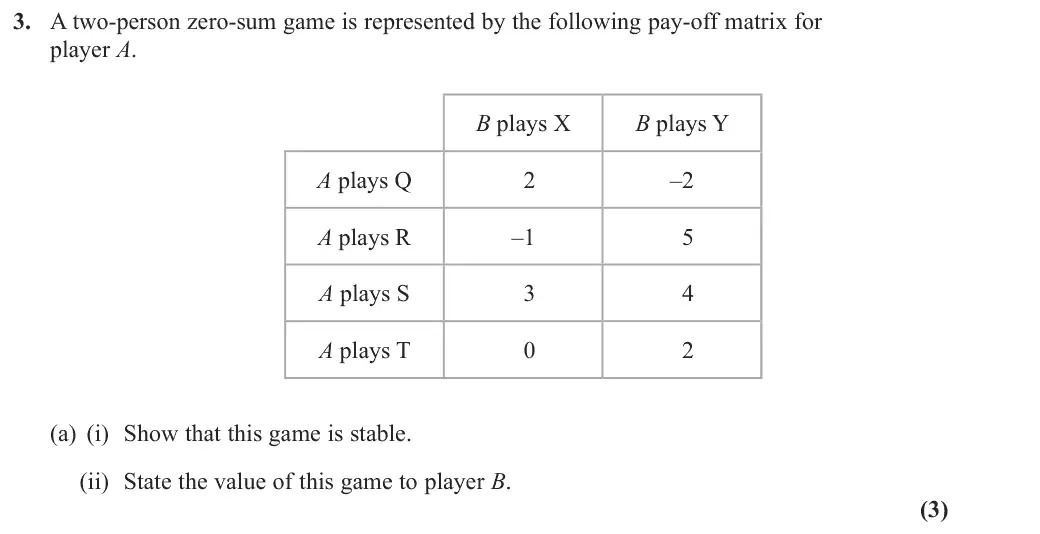 3. A two-person zero-sum game is represented by the following pay-off matrix for
player A.
B plays X B plays Y
A plays Q 2 –2
A plays R –1 5
A plays S 3 4
A plays T 0 2
(a) (i) Show that this game is stable.
(ii) State the value of this game to player B.
(3)